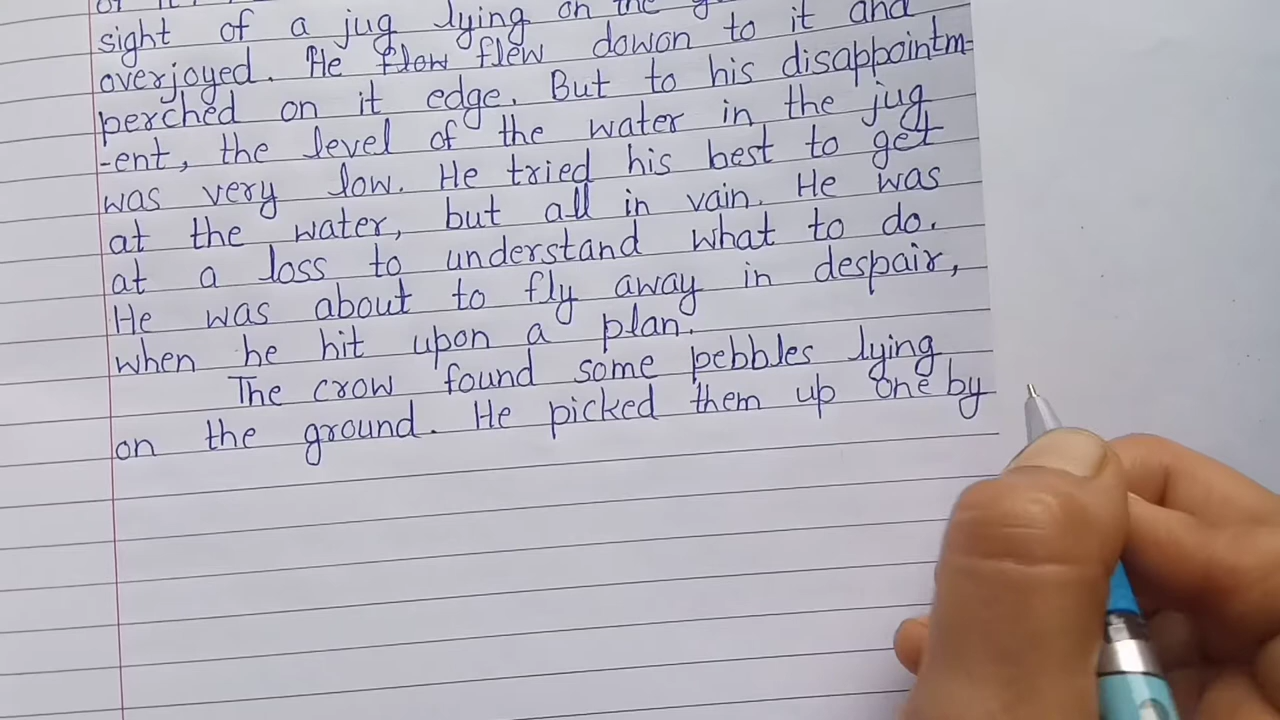 sight of a jug lying on the
overjoyed. He flow flew dowon to it and
perched on it edge. But to his disappointm-
-ent, the level of the water in the jug
was very low. He tried his best to get
at the water, but all in vain. He was
at a loss to understand what to do.
He was about to fly away in despair,
when he hit upon a plan.
The crow found some pebbles lying
on the ground. He picked them up one by